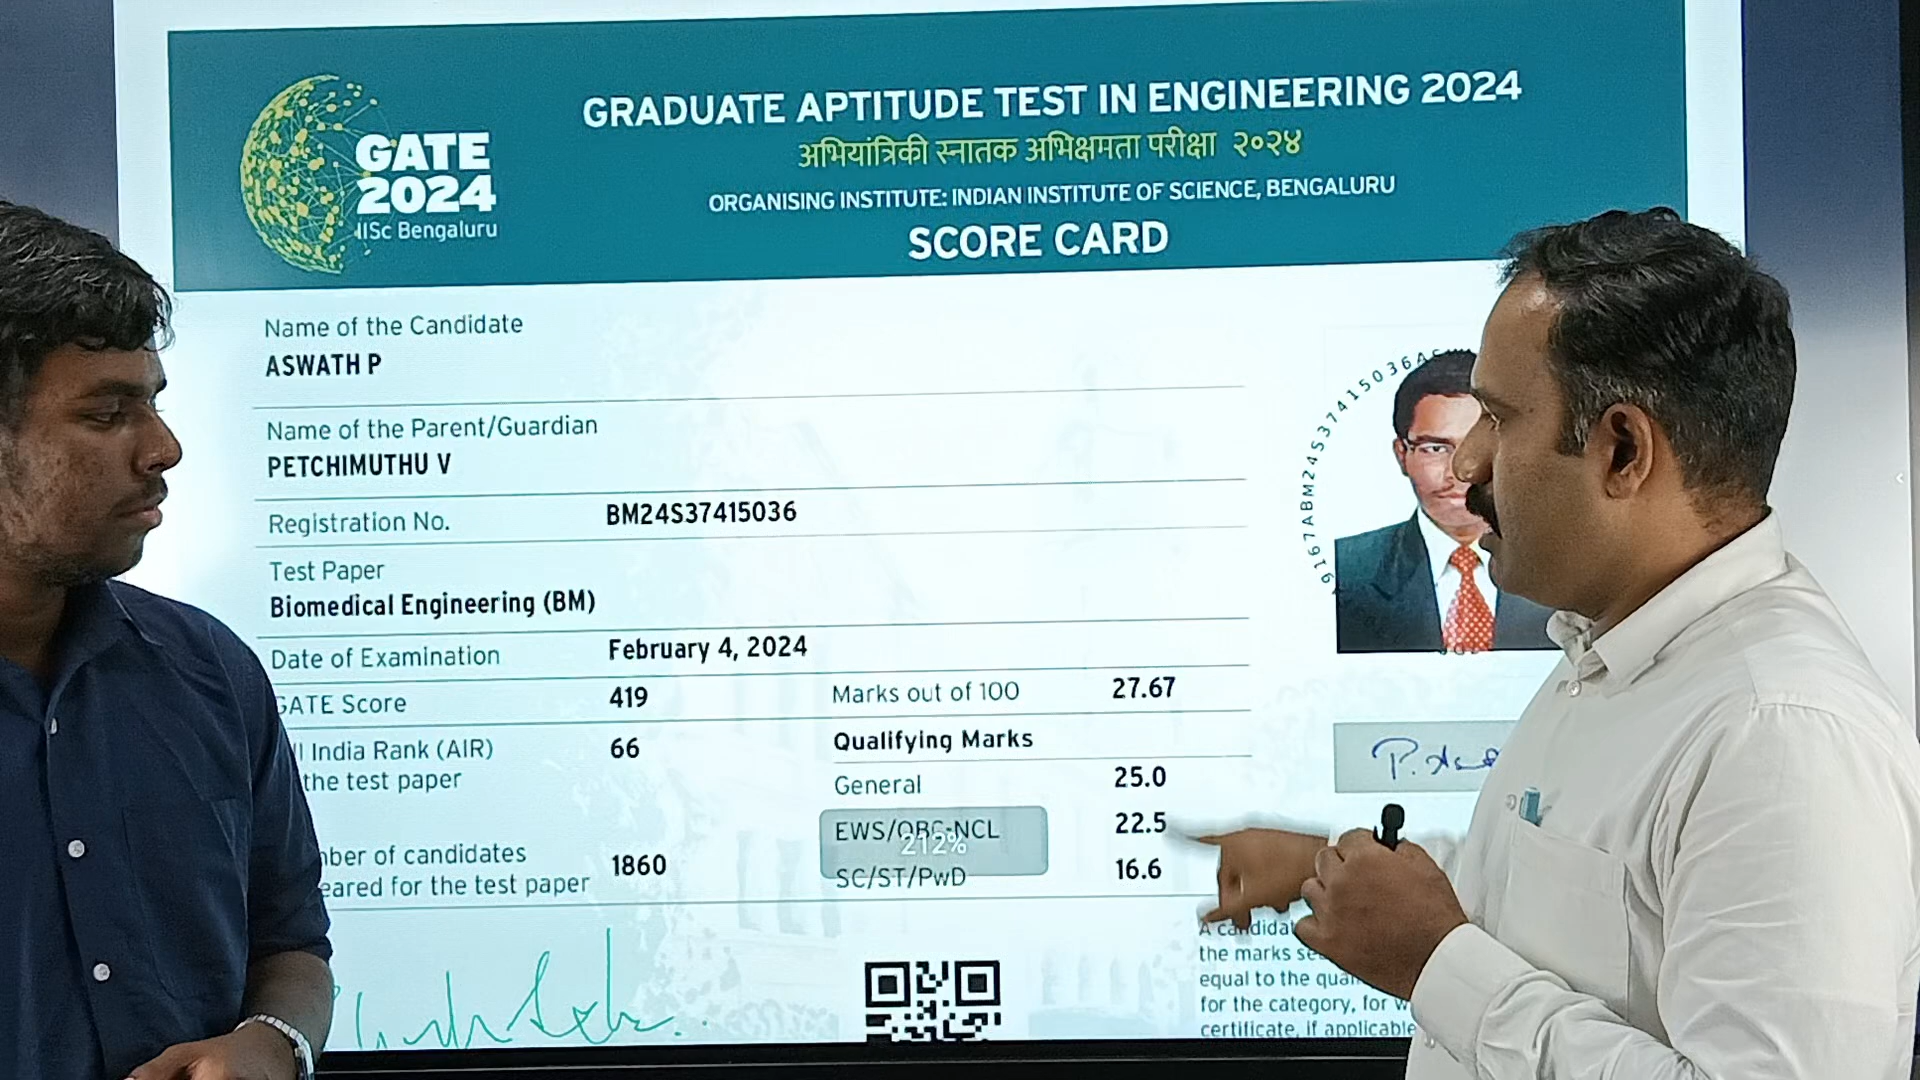 GATE
2024
IISc Bengaluru
GRADUATE APTITUDE TEST IN ENGINEERING 2024
अभियांत्रिकी स्नातक अभिक्षमता परीक्षा २०२४
ORGANISING INSTITUTE: INDIAN INSTITUTE OF SCIENCE, BENGALURU
SCORE CARD
Name of the Candidate
ASWATH P
Name of the Parent/Guardian
PETCHIMUTHU V
Registration No. BM24S37415036
Test Paper
Biomedical Engineering (BM)
Date of Examination February 4, 2024
GATE Score 419 Marks out of 100 27.67
India Rank (AIR) 66 Qualifying Marks
the test paper
General 25.0
EWS/OBC-NCL 22.5
212%
SC/ST/PwD 16.6
of candidates 1860
for the test paper
A
the marks
equal to the
for the category, for
certificate, if applicable